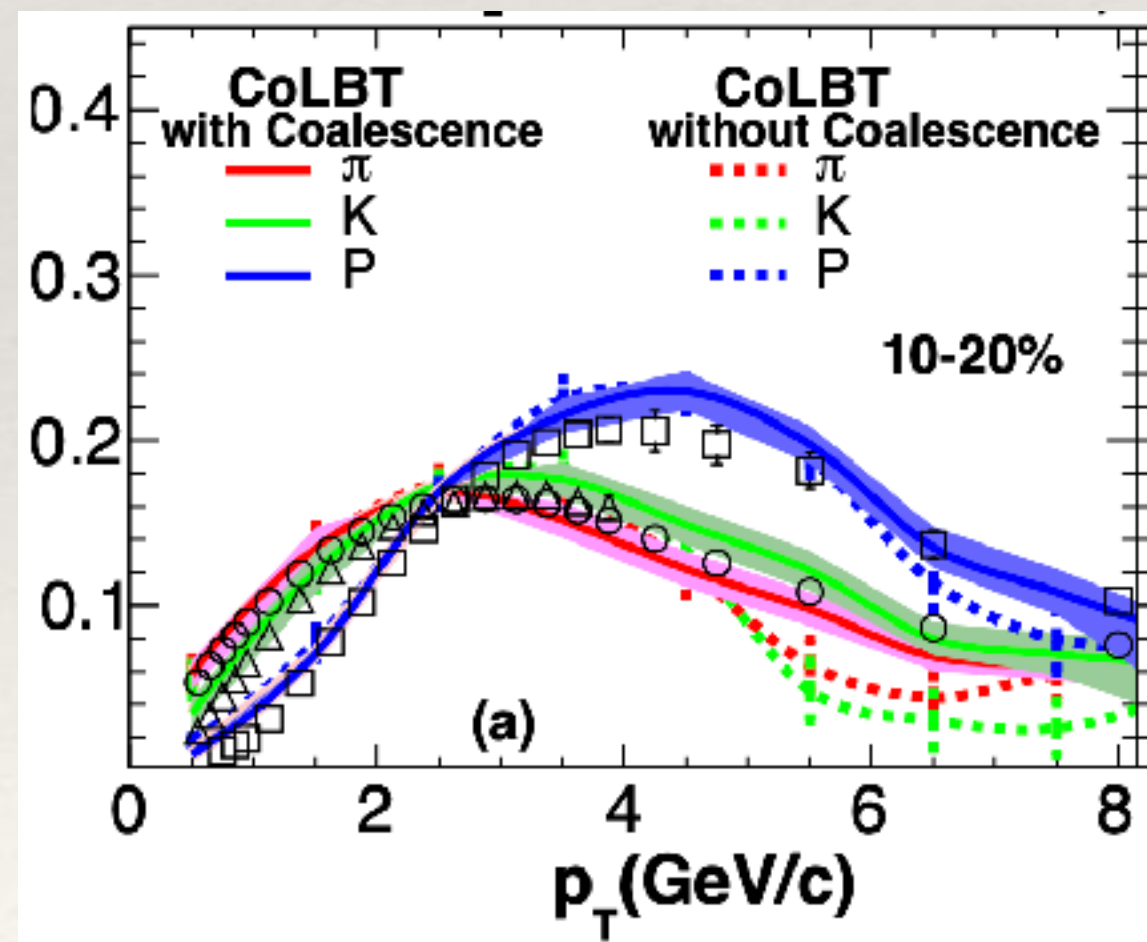 CoLBT
with Coalescence
π
K
P
CoLBT
without Coalescence
π
K
P
0.4
0.3
0.2
0.1
10-20%
(a)
0 2 4 6 8
p_T(GeV/c)